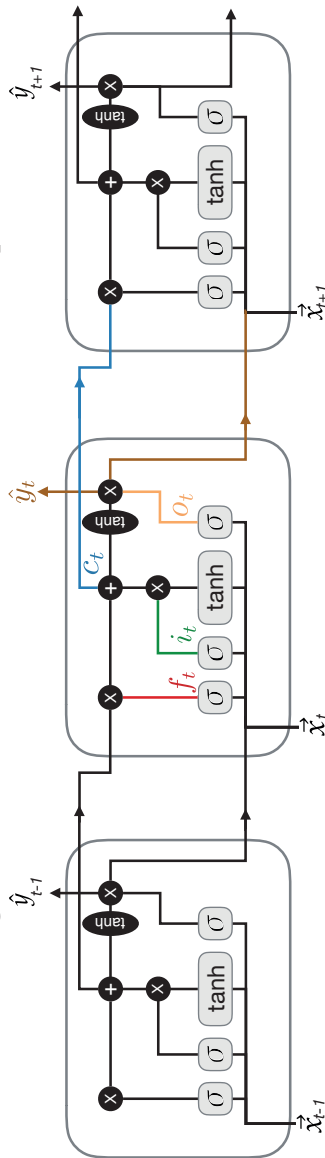 ŷt+1
tanh
x
+
x
x
σ
tanh
σ
σ
x⃗t+1
ŷt
ct
tanh
x
ot
+
x
x
it
ft
σ
tanh
σ
σ
x⃗t
ŷt-1
tanh
x
+
x
x
σ
tanh
σ
σ
x⃗t-1